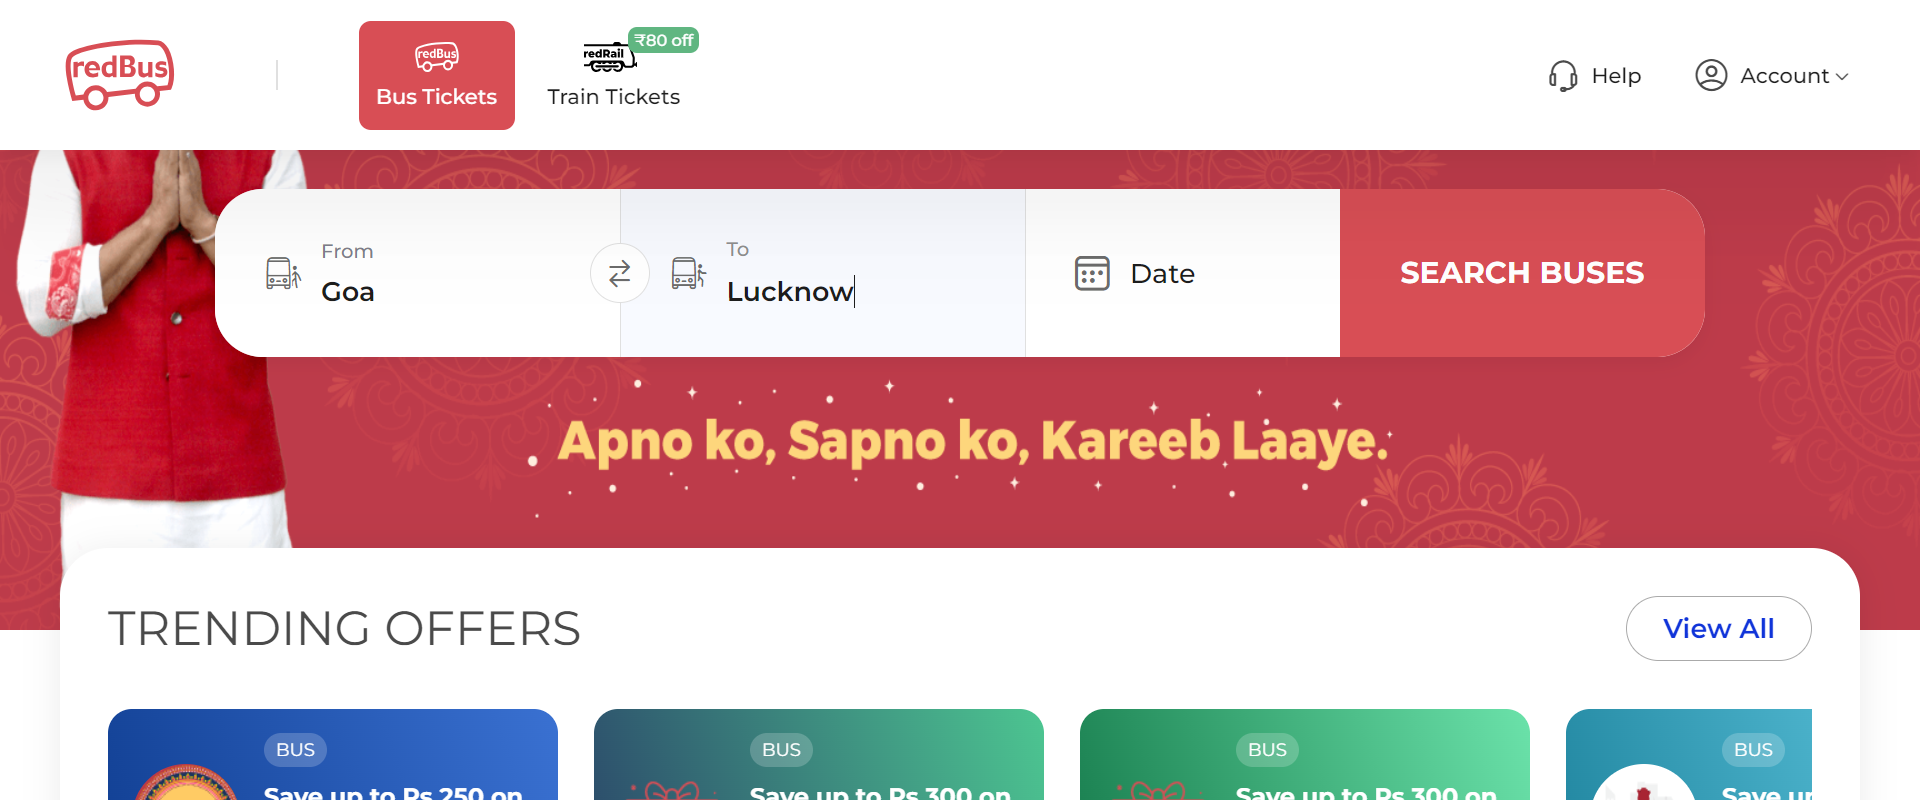 redBus
redBus
Bus Tickets
redRail
₹80 off
Train Tickets
Help
Account
From
Goa
To
Lucknow
Date
SEARCH BUSES
Apno ko, Sapno ko, Kareeb Laaye.
TRENDING OFFERS
View All
BUS
Save up to Rs 250 on
BUS
Save up to Rs 300 on
BUS
Save up to Rs 300 on
BUS
Save up